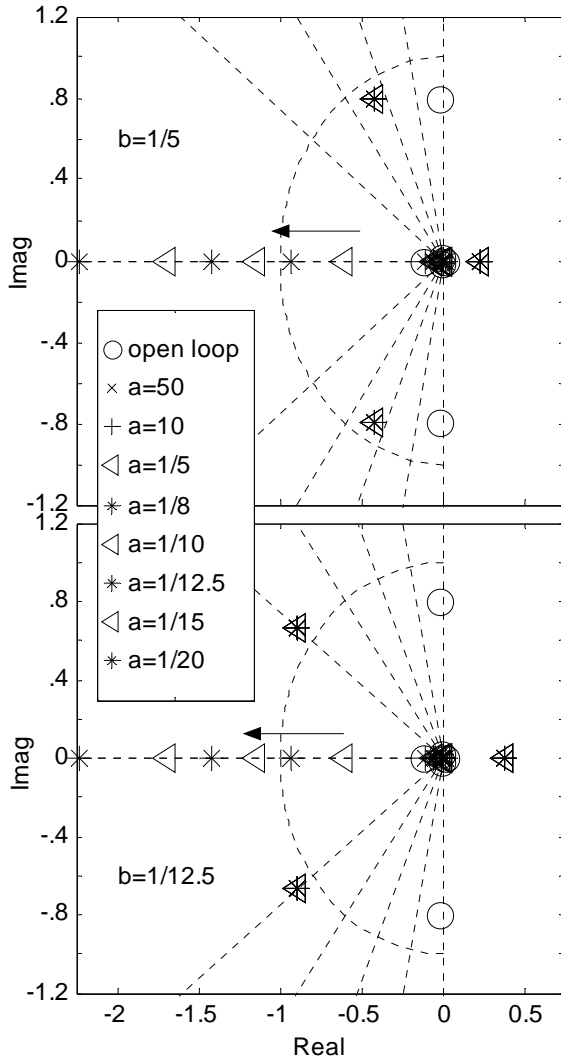 1.2
.8
.4
0
-.4
-.8
-1.2
Imag
b=1/5
open loop
a=50
a=10
a=1/5
a=1/8
a=1/10
a=1/12.5
a=1/15
a=1/20
1.2
.8
.4
0
-.4
-.8
-1.2
Imag
b=1/12.5
-2 -1.5 -1 -0.5 0 0.5
Real